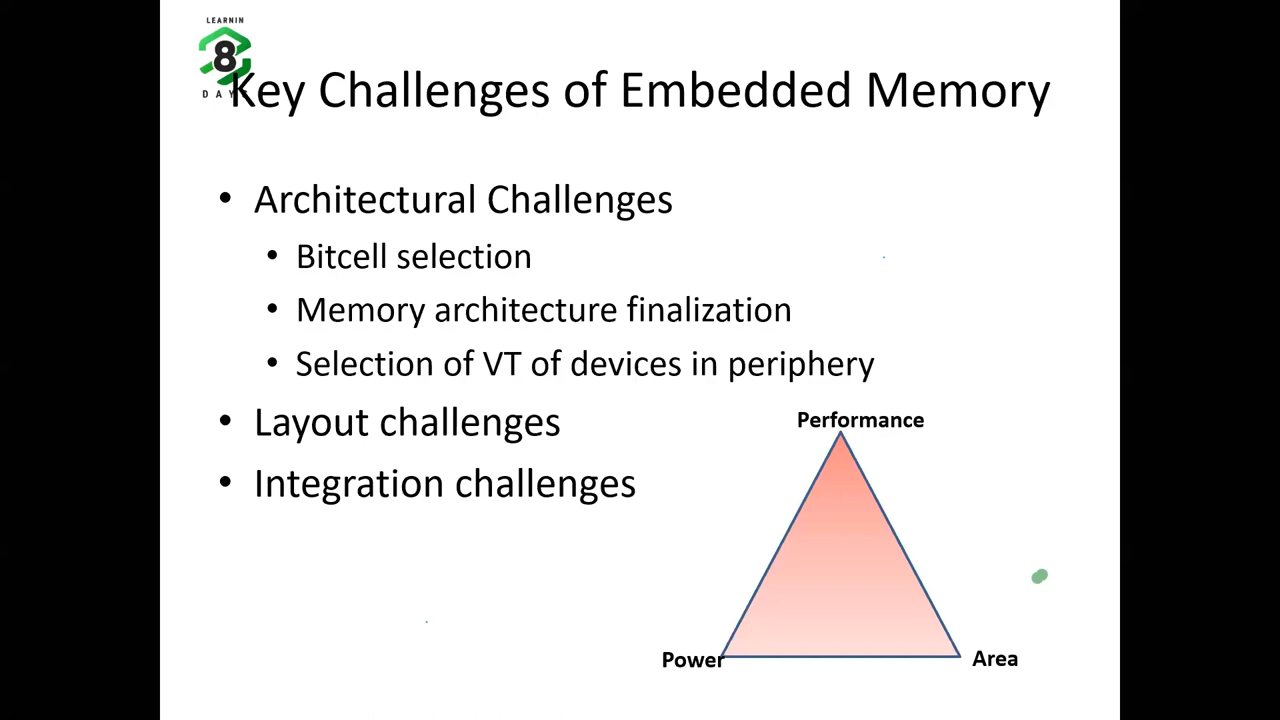 LEARNIN
8
DAY
Key Challenges of Embedded Memory
• Architectural Challenges
• Bitcell selection
• Memory architecture finalization
• Selection of VT of devices in periphery
• Layout challenges
• Integration challenges
Performance
Power
Area